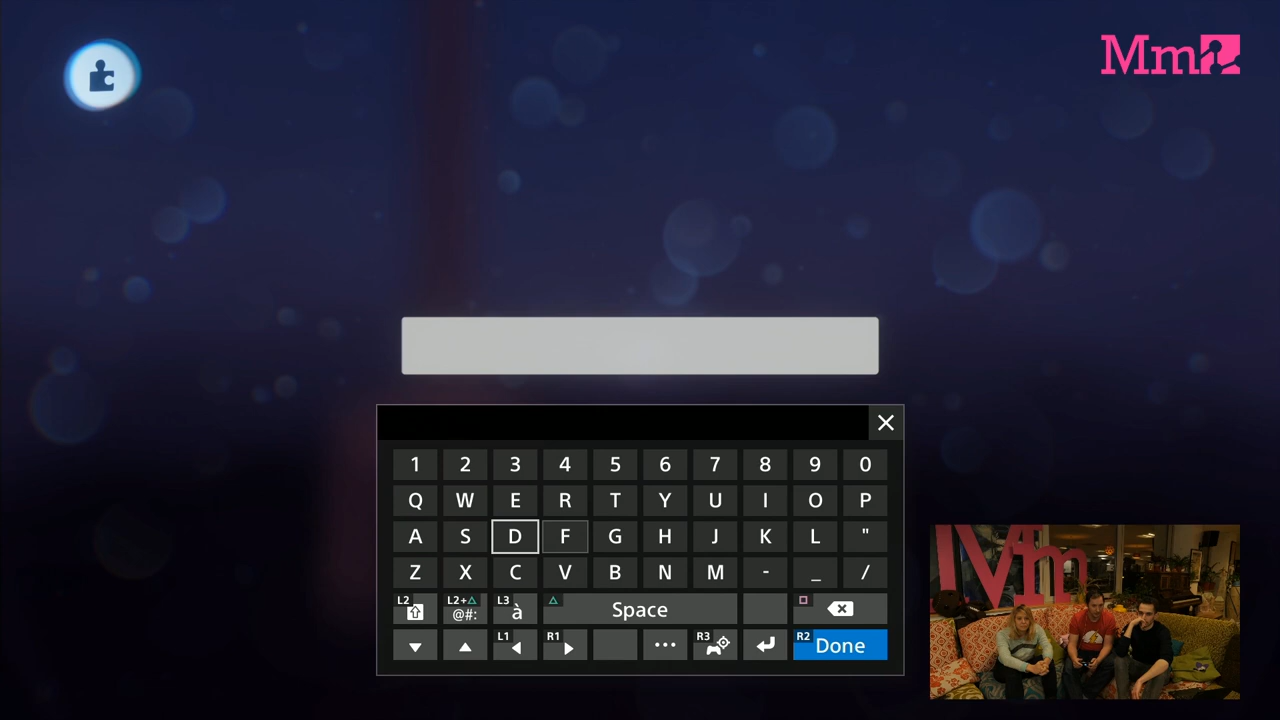 Mm
1 2 3 4 5 6 7 8 9 0
Q W E R T Y U I O P
A S D F G H J K L "
Z X C V B N M - _ /
L2 L2+△ @#: L3 à △ Space
L1 R1 ... R3 R2 Done
Mm